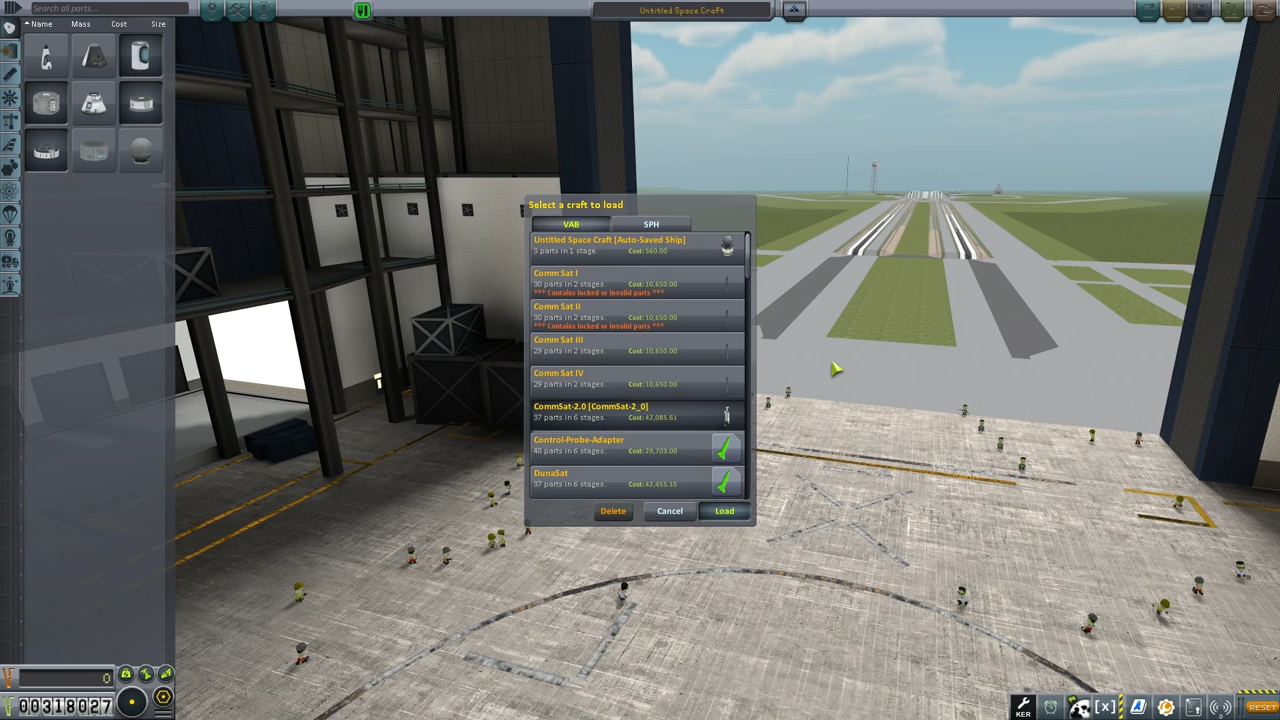 Search all parts...
Untitled Space Craft
Name Mass Cost Size
Select a craft to load
VAB SPH
Untitled Space Craft [Auto-Saved Ship]
3 parts in 1 stage. Cost: 560.00
Comm Sat I
30 parts in 2 stages. Cost: 10,650.00
*** Contains locked or invalid parts ***
Comm Sat II
30 parts in 2 stages. Cost: 10,650.00
*** Contains locked or invalid parts ***
Comm Sat III
29 parts in 2 stages. Cost: 10,650.00
Comm Sat IV
29 parts in 2 stages. Cost: 10,650.00
CommSat-2.0 [CommSat-2_0]
37 parts in 6 stages. Cost: 42,085.61
Control-Probe-Adapter
48 parts in 6 stages. Cost: 29,703.00
DunaSat
37 parts in 6 stages. Cost: 42,455.15
Delete Cancel Load
0
00318027
KER
[x]
RESET